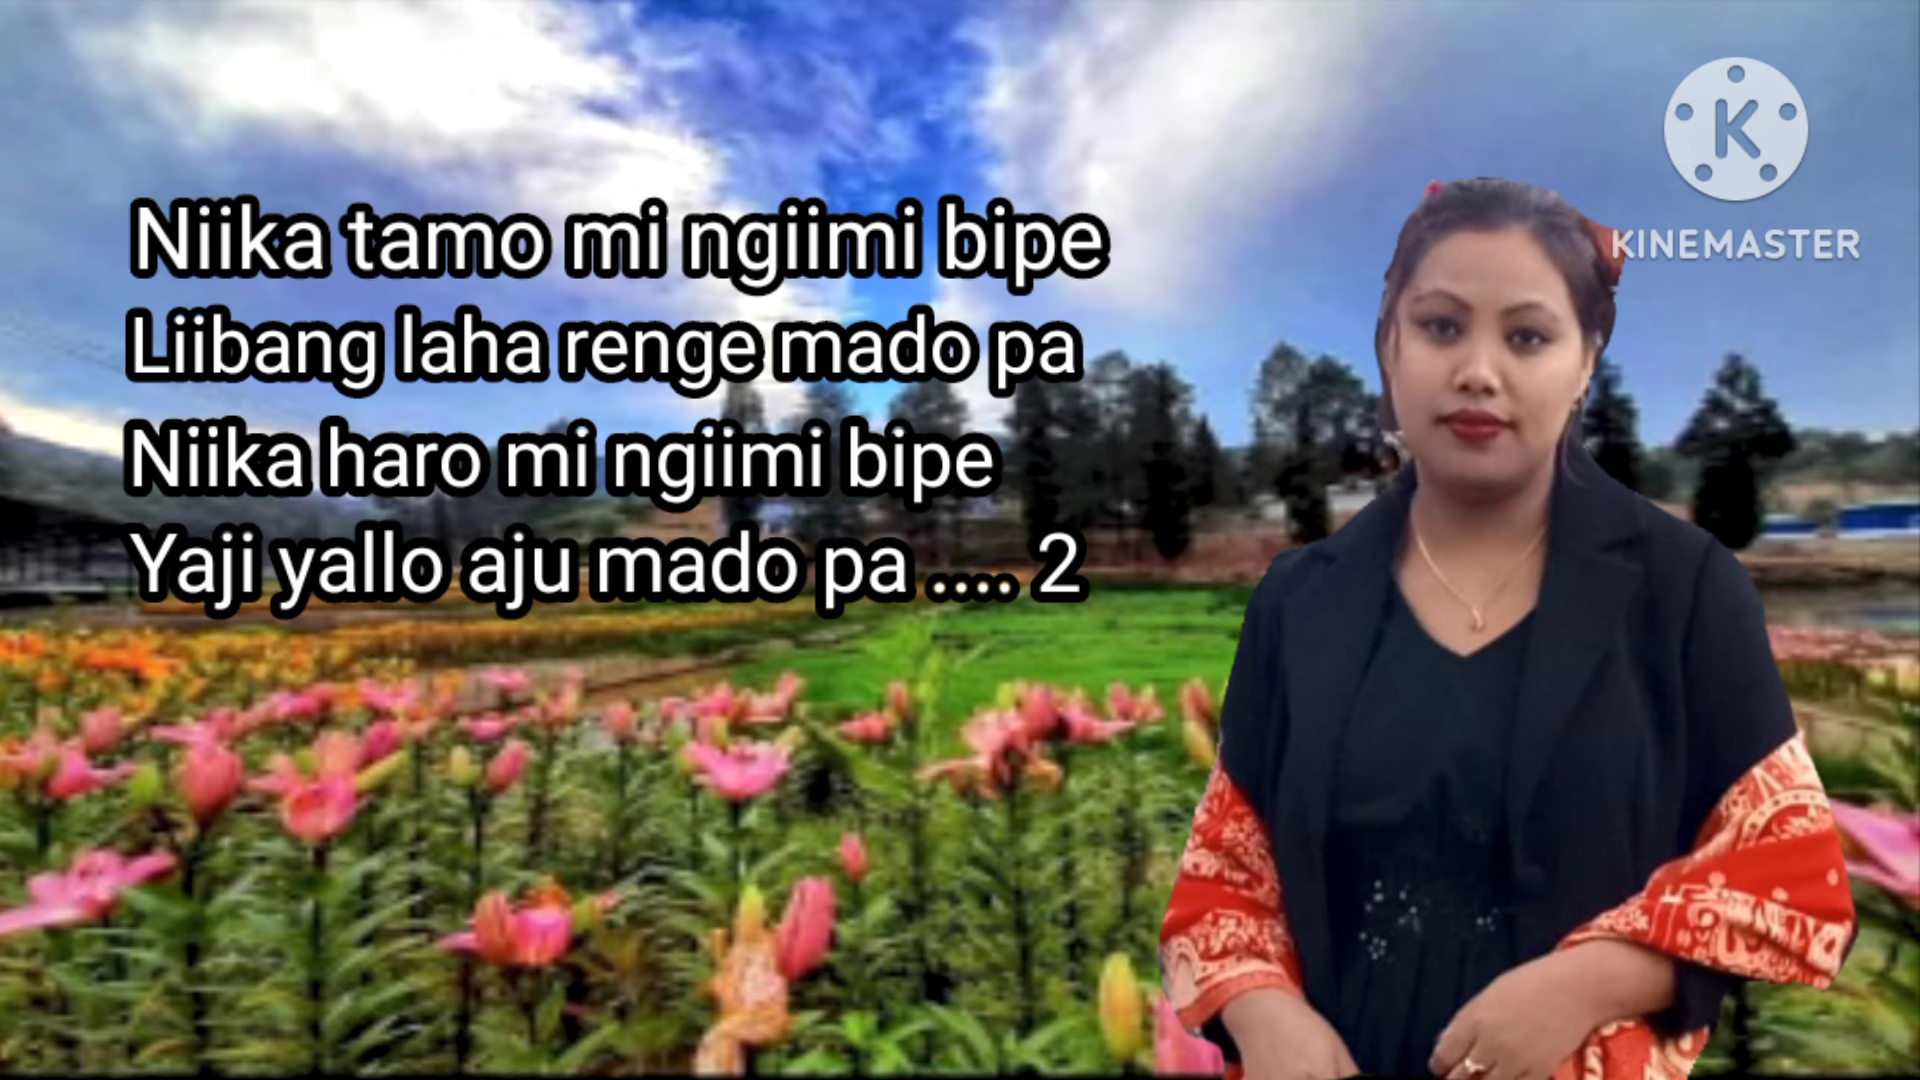 Niika tamo mi ngiimi bipe
Liibang laha renge mado pa
Niika haro mi ngiimi bipe
Yaji yallo aju mado pa .... 2
K
KINEMASTER